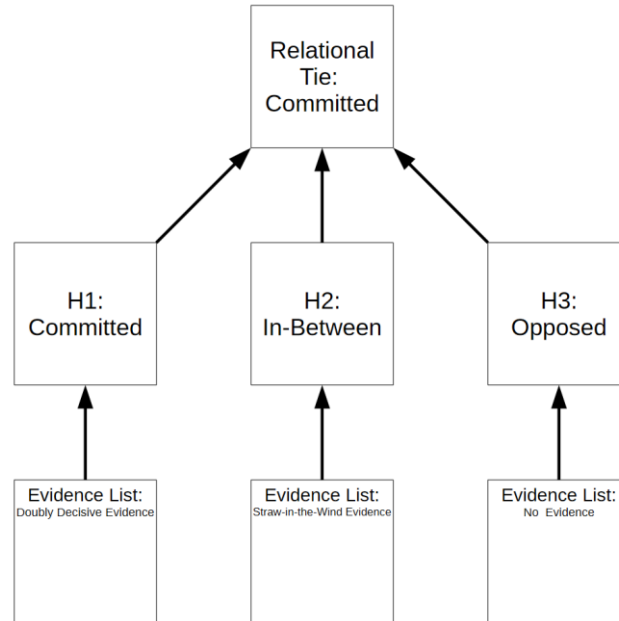 Relational
Tie:
Committed
H1:
Committed
H2:
In-Between
H3:
Opposed
Evidence List:
Doubly Decisive Evidence
Evidence List:
Straw-in-the-Wind Evidence
Evidence List:
No Evidence